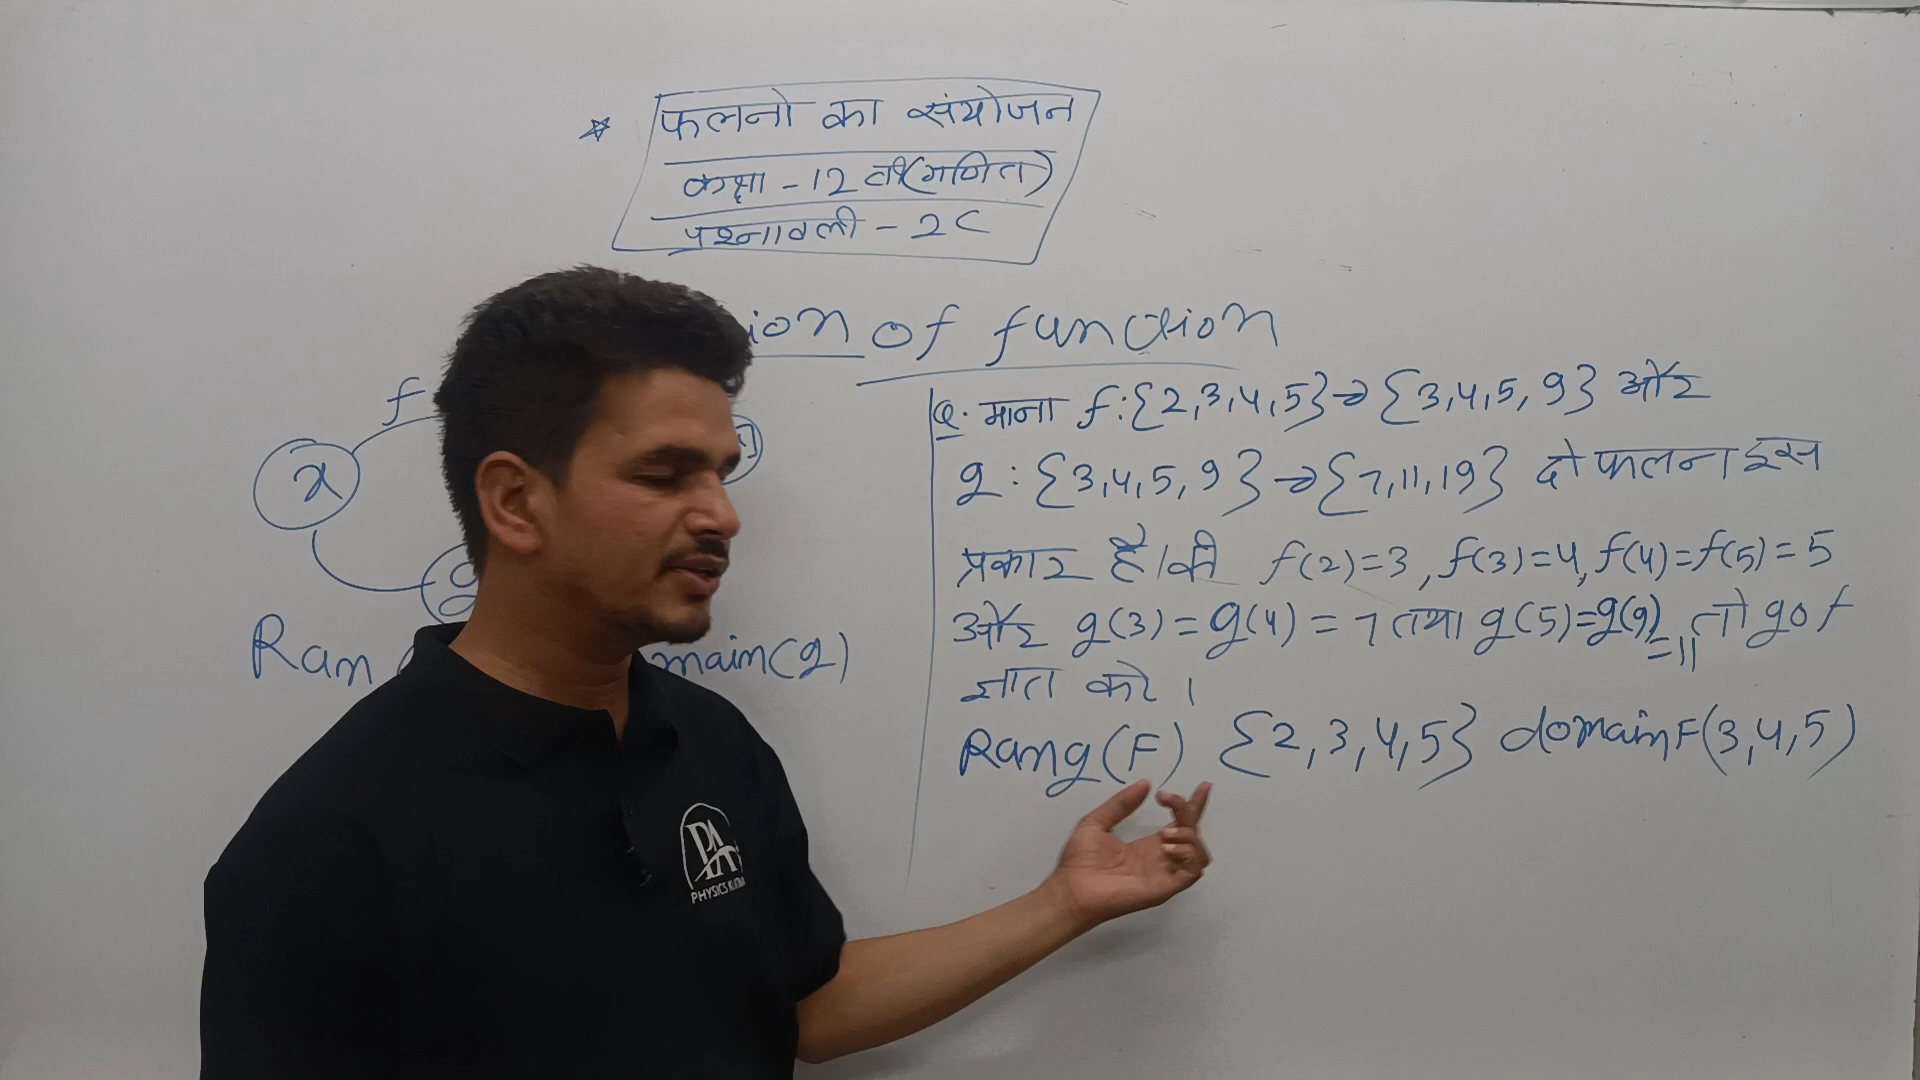 फलनो का संयोजन
कक्षा - 12 वी (गणित)
प्रश्नावली - 2C
of function
f
x
Q. माना f:{2,3,4,5}→{3,4,5,9} और
g:{3,4,5,9}→{7,11,19} दो फलन इस
प्रकार है। की f(2)=3, f(3)=4, f(4)=f(5)=5
और g(3)=g(4)=7 तथा g(5)=g(9)=11 तो gof
ज्ञात करो।
Rang(F) {2,3,4,5} domainF(3,4,5)
Ran main(g)
PA
PHYSICS